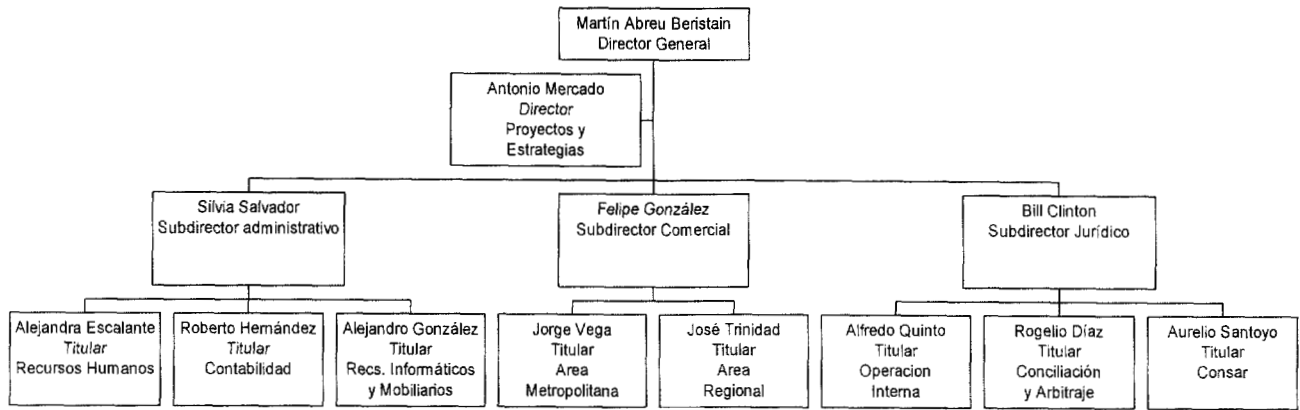 Martín Abreu Beristain
Director General
Antonio Mercado
Director
Proyectos y
Estrategias
Silvia Salvador
Subdirector administrativo
Felipe González
Subdirector Comercial
Bill Clinton
Subdirector Jurídico
Alejandra Escalante
Titular
Recursos Humanos
Roberto Hernández
Titular
Contabilidad
Alejandro González
Titular
Recs. Informáticos
y Mobiliarios
Jorge Vega
Titular
Area
Metropolitana
José Trinidad
Titular
Area
Regional
Alfredo Quinto
Titular
Operacion
Interna
Rogelio Díaz
Titular
Conciliación
y Arbitraje
Aurelio Santoyo
Titular
Consar